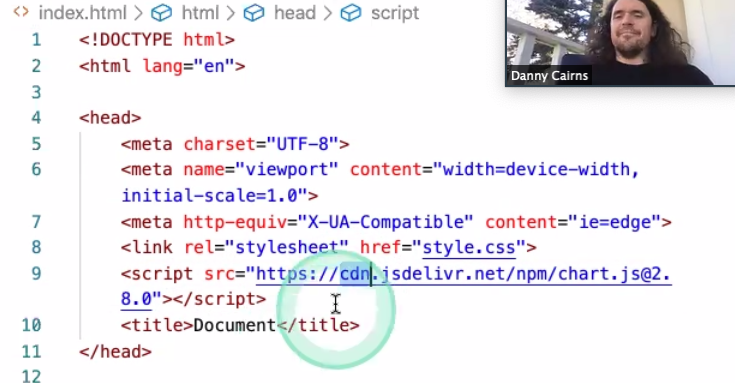 index.html > html > head > script
Danny Cairns
1 <!DOCTYPE html>
2 <html lang="en">
3
4 <head>
5 <meta charset="UTF-8">
6 <meta name="viewport" content="width=device-width,
initial-scale=1.0">
7 <meta http-equiv="X-UA-Compatible" content="ie=edge">
8 <link rel="stylesheet" href="style.css">
9 <script src="https://cdn.jsdelivr.net/npm/chart.js@2.
8.0"></script>
10 <title>Document</title>
11 </head>
12